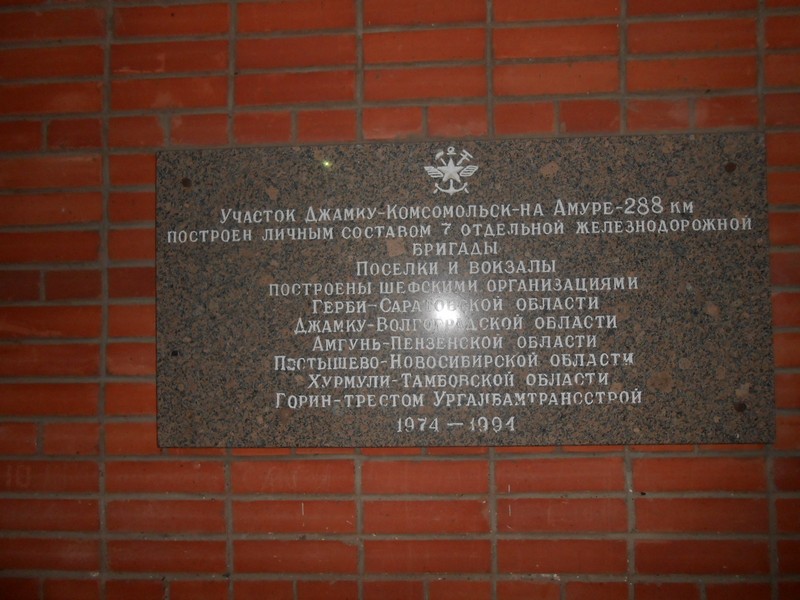 Участок Джамку-Комсомольск-на Амуре-288 км
построен личным составом 7 отдельной железнодорожной
бригады
Поселки и вокзалы
построены шефскими организациями
Герби-Саратовской области
Джамку-Волгоградской области
Амгунь-Пензенской области
Постышево-Новосибирской области
Хурмули-Тамбовской области
Горин-трестом Ургалбамтрансстрой
1974 — 1994